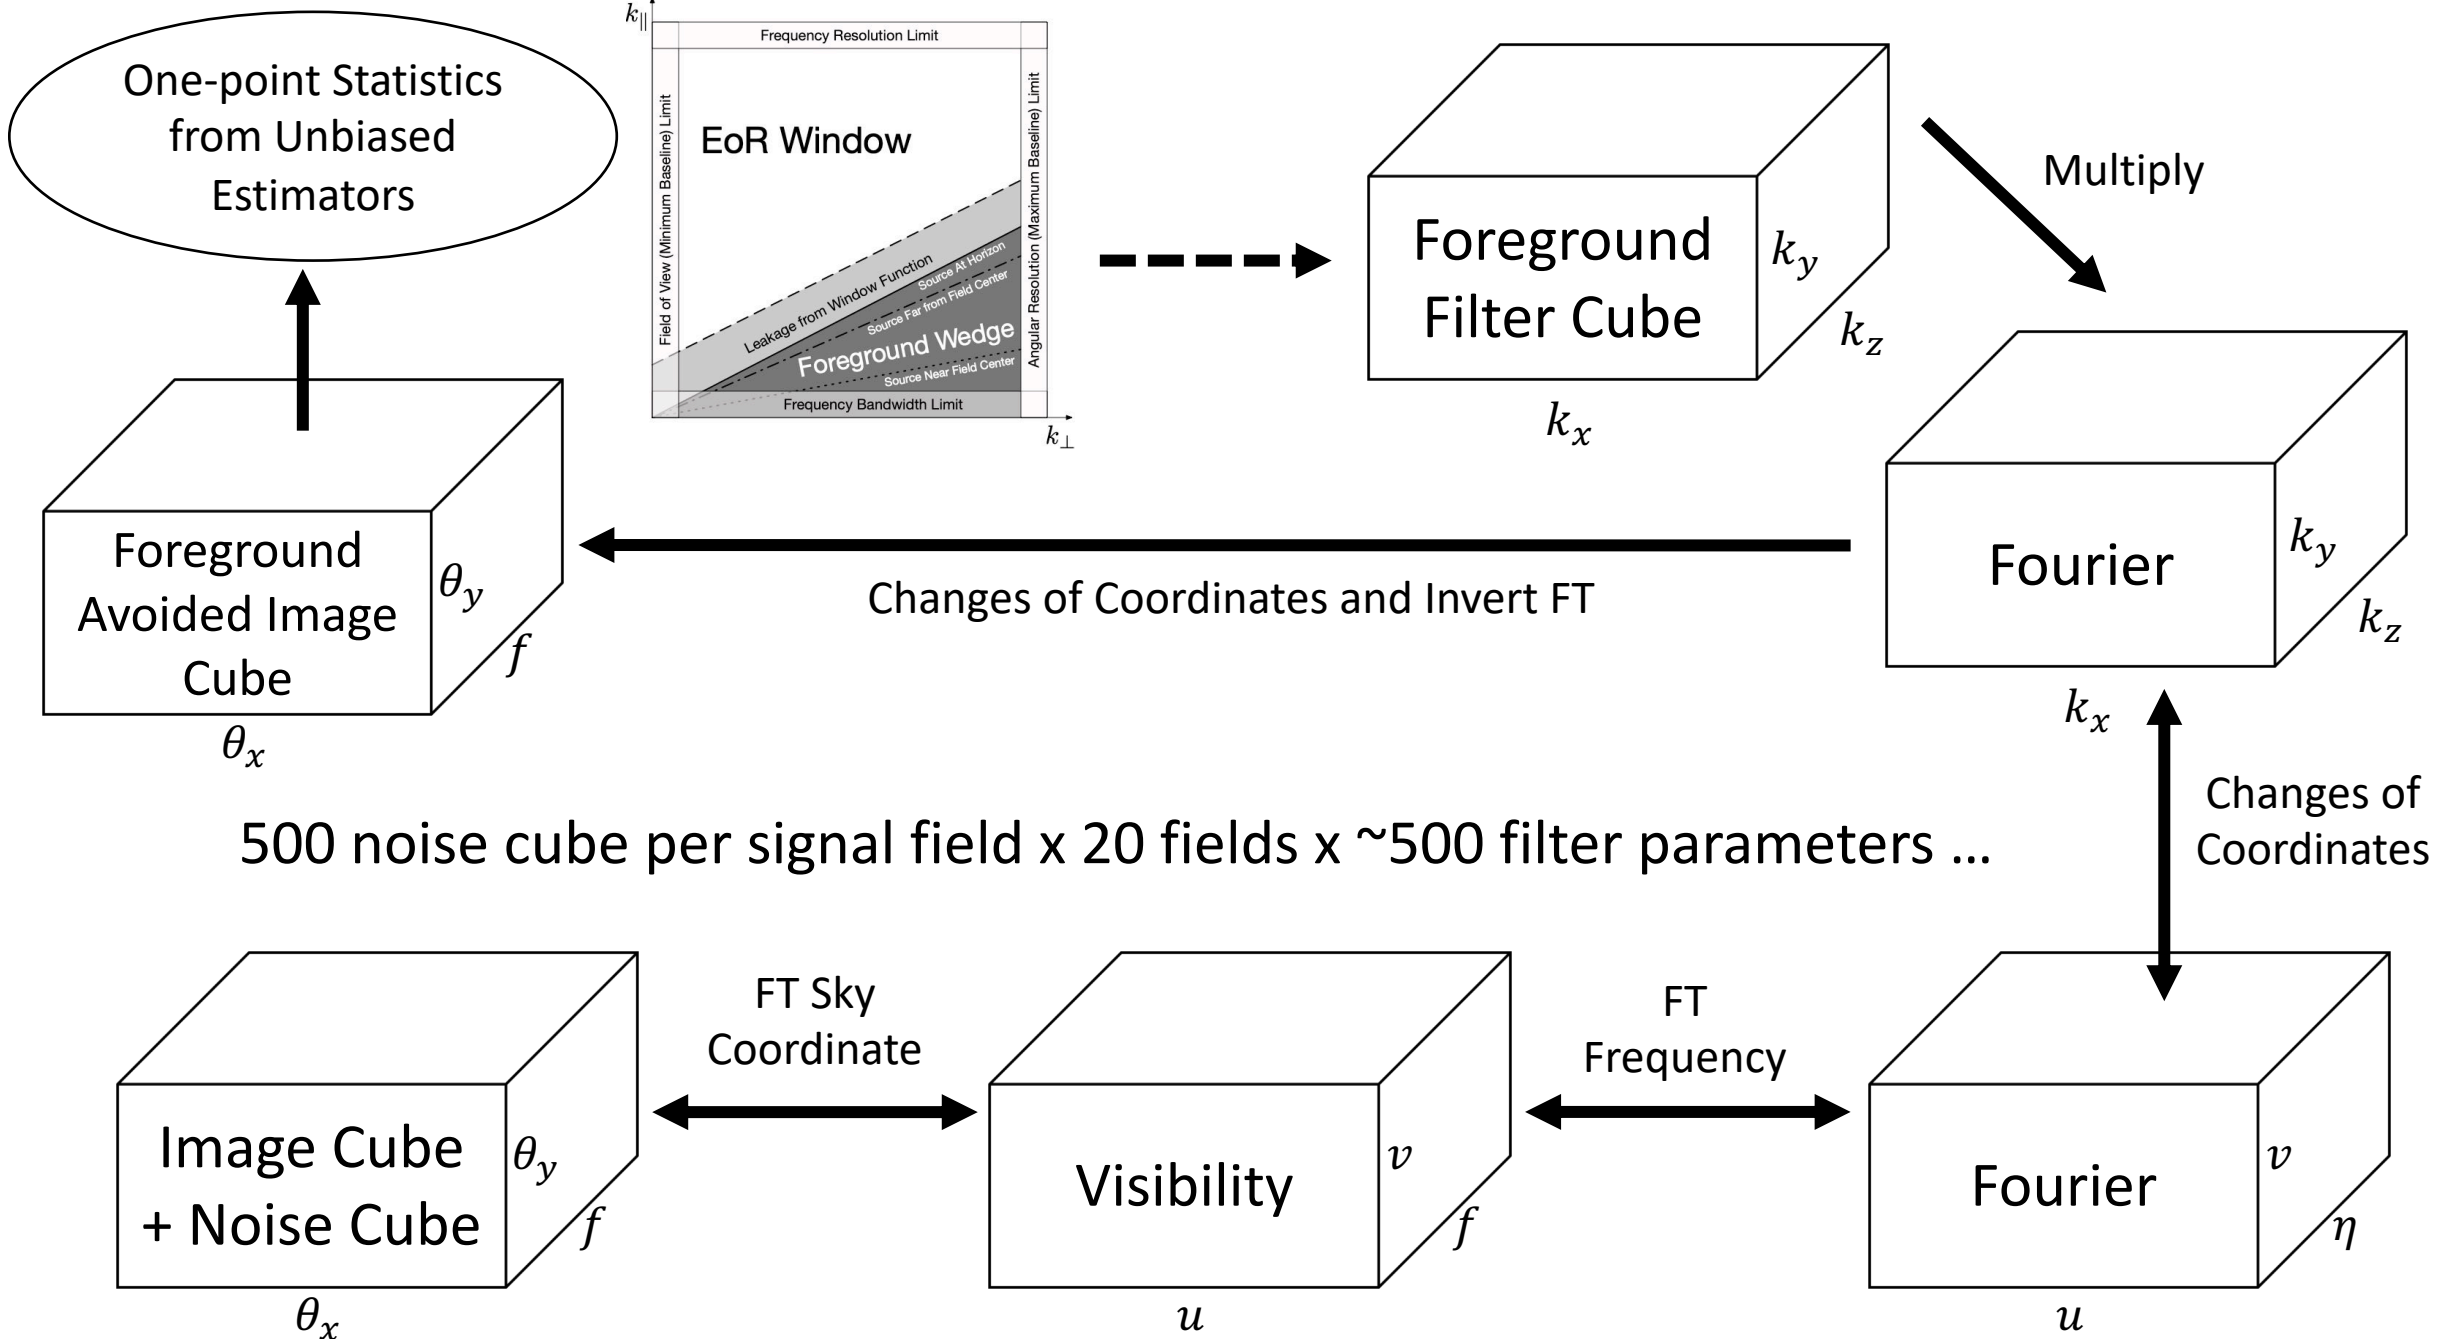 One-point Statistics
from Unbiased
Estimators
k||
Frequency Resolution Limit
Field of View (Minimum Baseline) Limit
EoR Window
Angular Resolution (Maximum Baseline) Limit
Leakage from Window Function
Source At Horizon
Source Far from Field Center
Foreground Wedge
Source Near Field Center
Frequency Bandwidth Limit
k⊥
Foreground
Filter Cube
k_y
k_z
k_x
Multiply
Fourier
k_y
k_z
k_x
Changes of Coordinates and Invert FT
Foreground
Avoided Image
Cube
θ_y
f
θ_x
Changes of
Coordinates
500 noise cube per signal field x 20 fields x ~500 filter parameters ...
Image Cube
+ Noise Cube
θ_y
f
θ_x
FT Sky
Coordinate
Visibility
v
f
u
FT
Frequency
Fourier
v
η
u